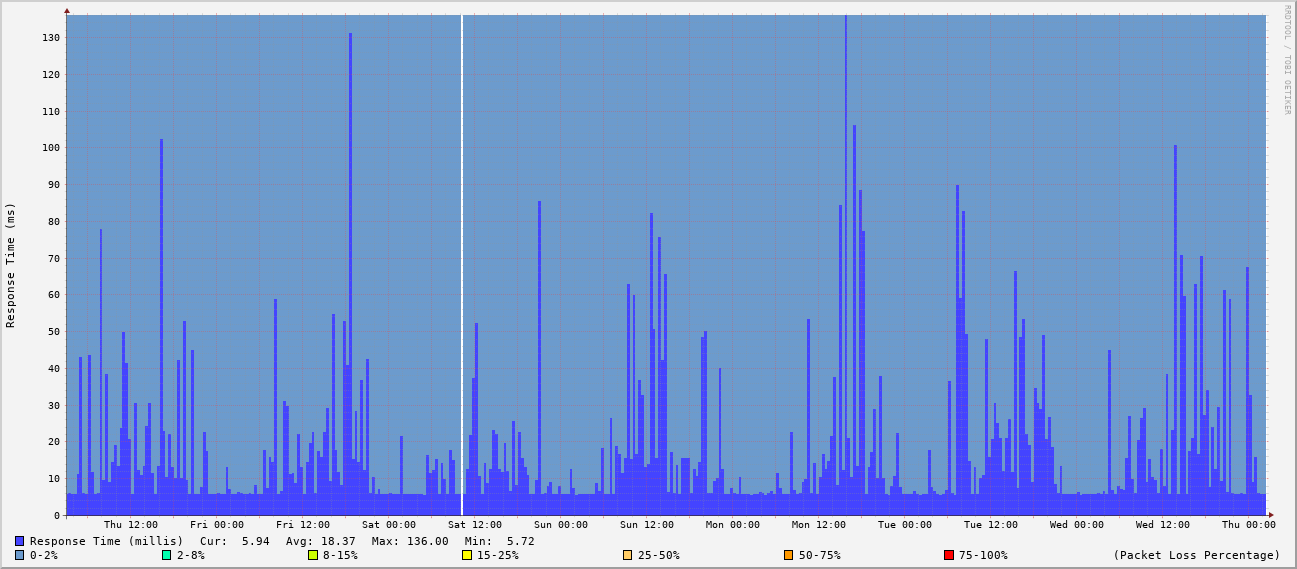 RRDTOOL / TOBI OETIKER
Response Time (ms)
130
120
110
100
90
80
70
60
50
40
30
20
10
0
Thu 12:00 Fri 00:00 Fri 12:00 Sat 00:00 Sat 12:00 Sun 00:00 Sun 12:00 Mon 00:00 Mon 12:00 Tue 00:00 Tue 12:00 Wed 00:00 Wed 12:00 Thu 00:00
Response Time (millis) Cur: 5.94 Avg: 18.37 Max: 136.00 Min: 5.72
0-2% 2-8% 8-15% 15-25% 25-50% 50-75% 75-100% (Packet Loss Percentage)